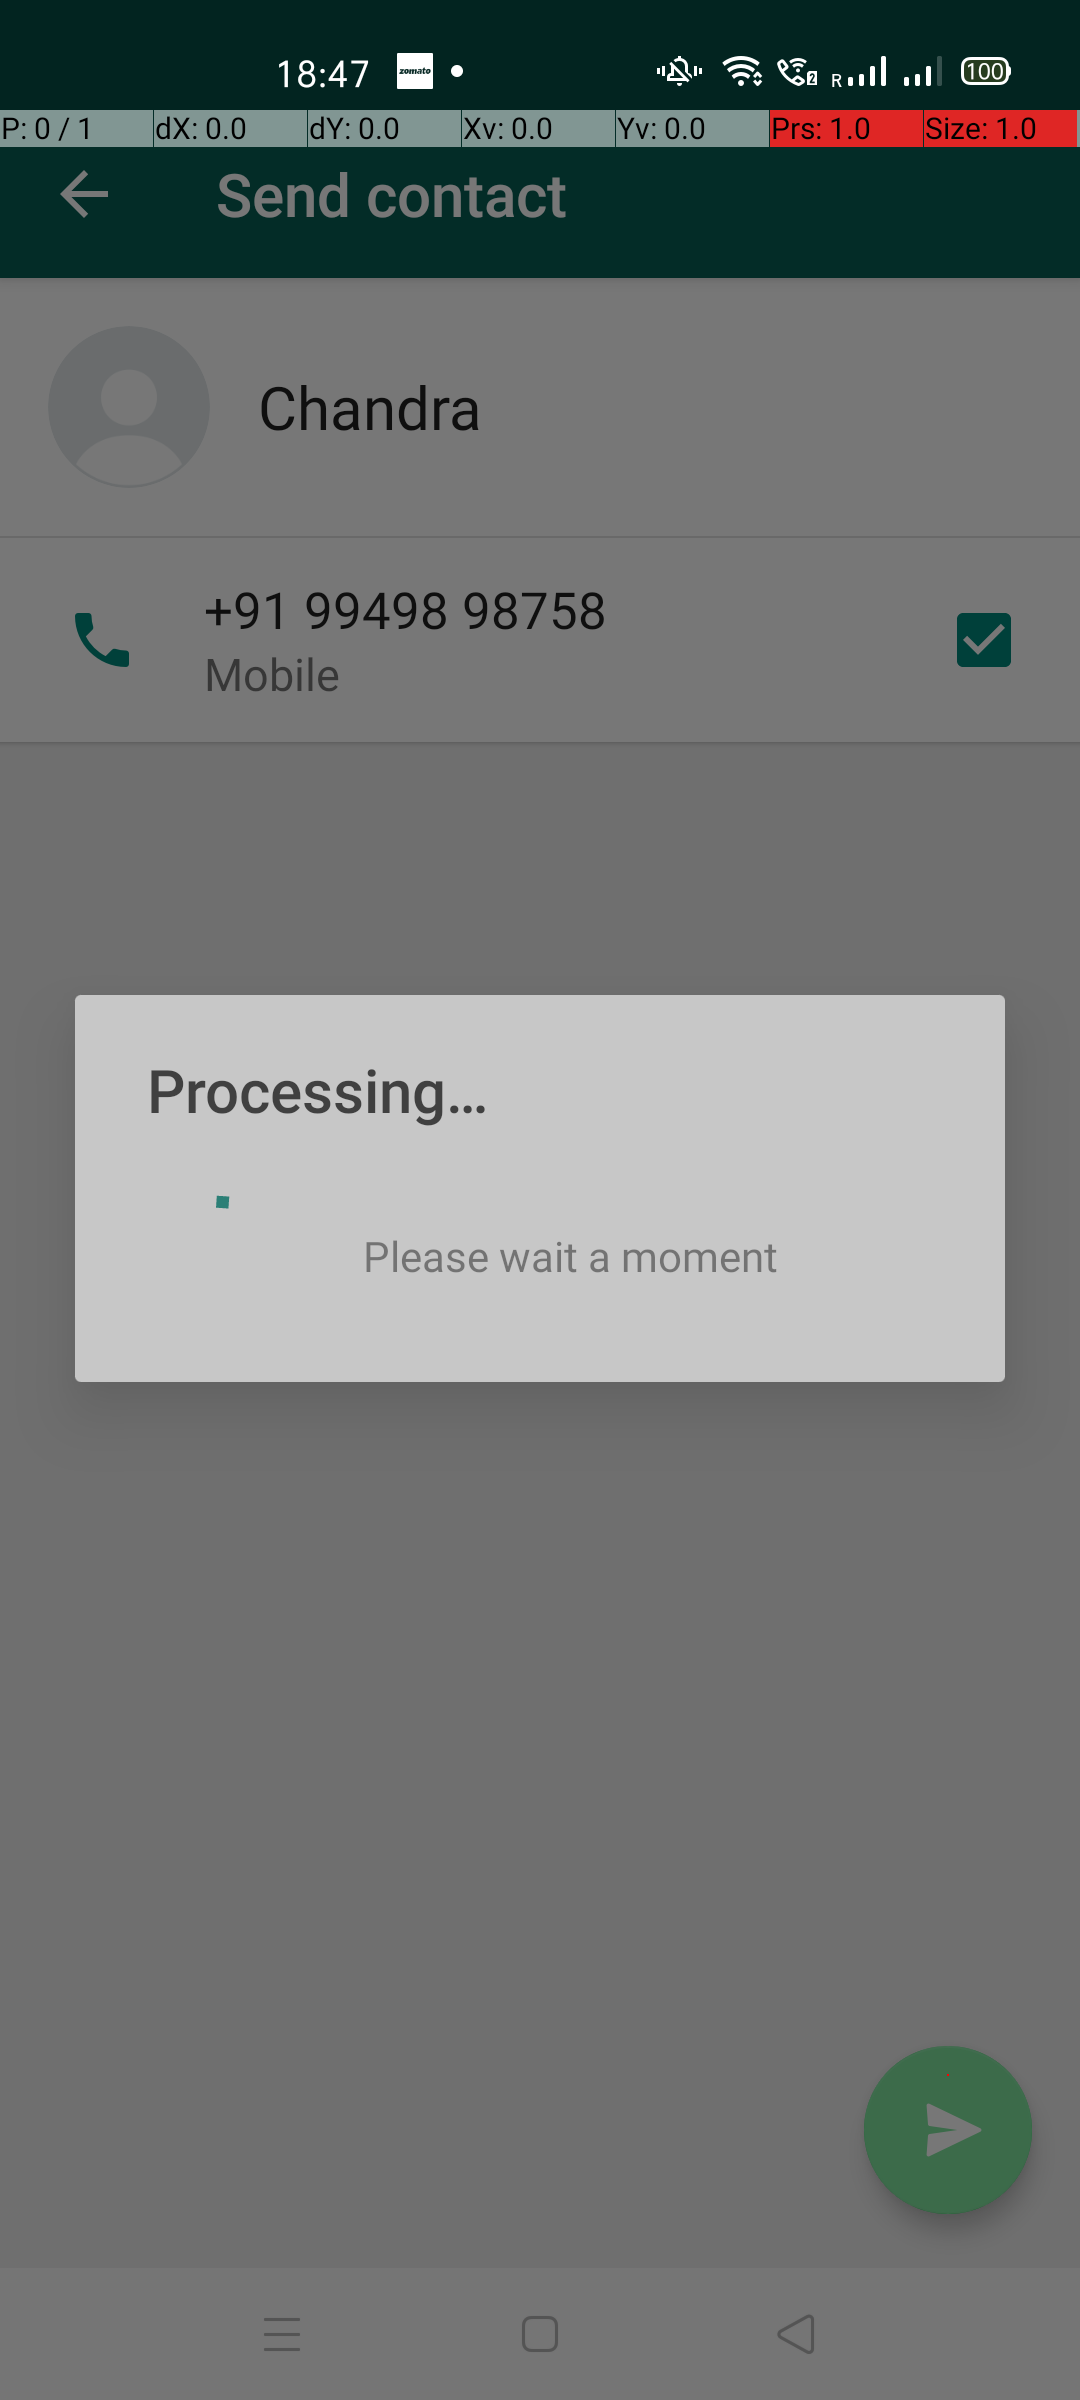 18:47 zomato 2 R 100
P: 0 / 1 dX: 0.0 dY: 0.0 Xv: 0.0 Yv: 0.0 Prs: 1.0 Size: 1.0
Send contact
Chandra
+91 99498 98758
Mobile
Processing...
Please wait a moment